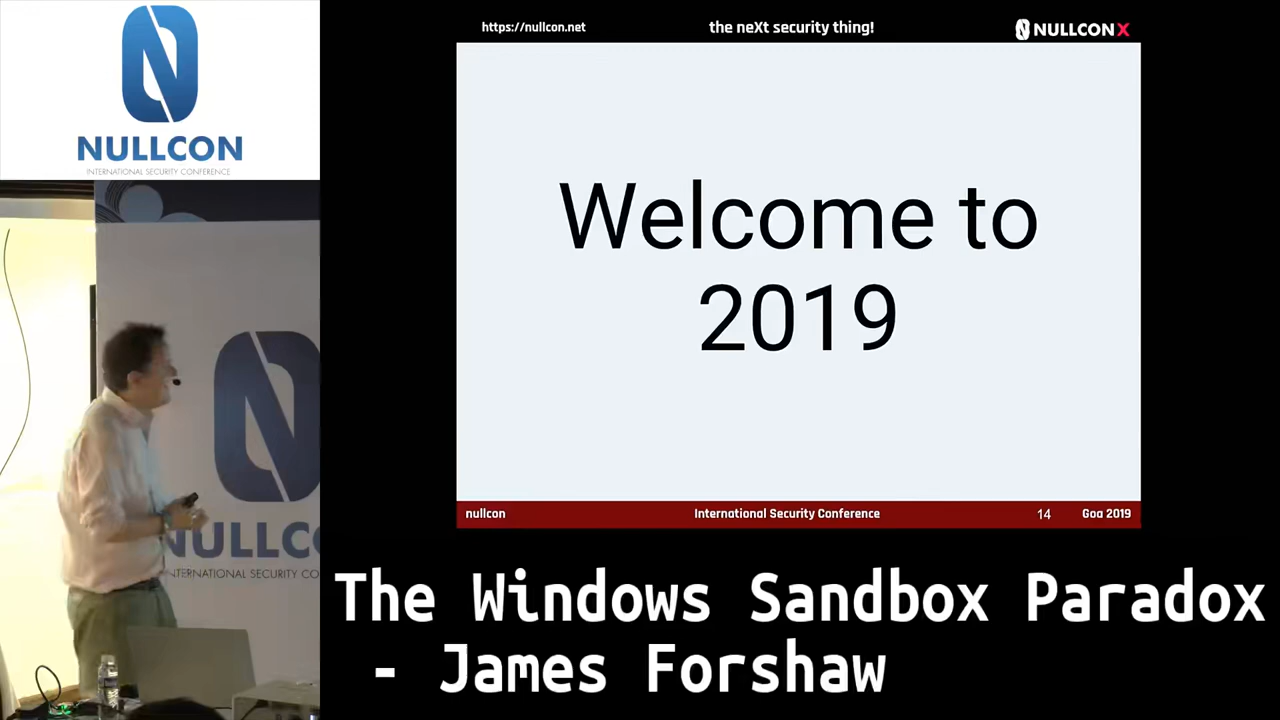 NULLCON
INTERNATIONAL SECURITY CONFERENCE
https://nullcon.net
the neXt security thing!
NULLCON X
Welcome to
2019
nullcon
International Security Conference
14
Goa 2019
NULLC
INTERNATIONAL SECURITY CO
The Windows Sandbox Paradox
- James Forshaw